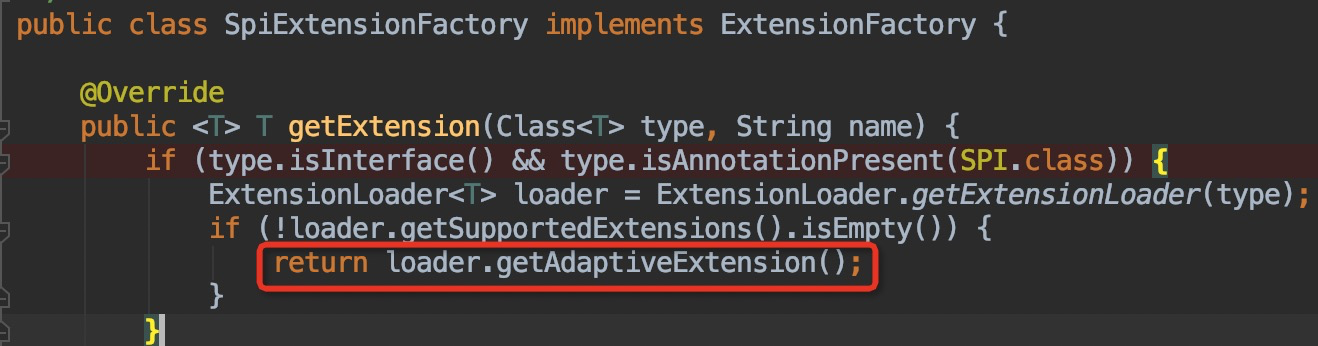 public class SpiExtensionFactory implements ExtensionFactory {
@Override
public <T> T getExtension(Class<T> type, String name) {
if (type.isInterface() && type.isAnnotationPresent(SPI.class)) {
ExtensionLoader<T> loader = ExtensionLoader.getExtensionLoader(type);
if (!loader.getSupportedExtensions().isEmpty()) {
return loader.getAdaptiveExtension();
}
}